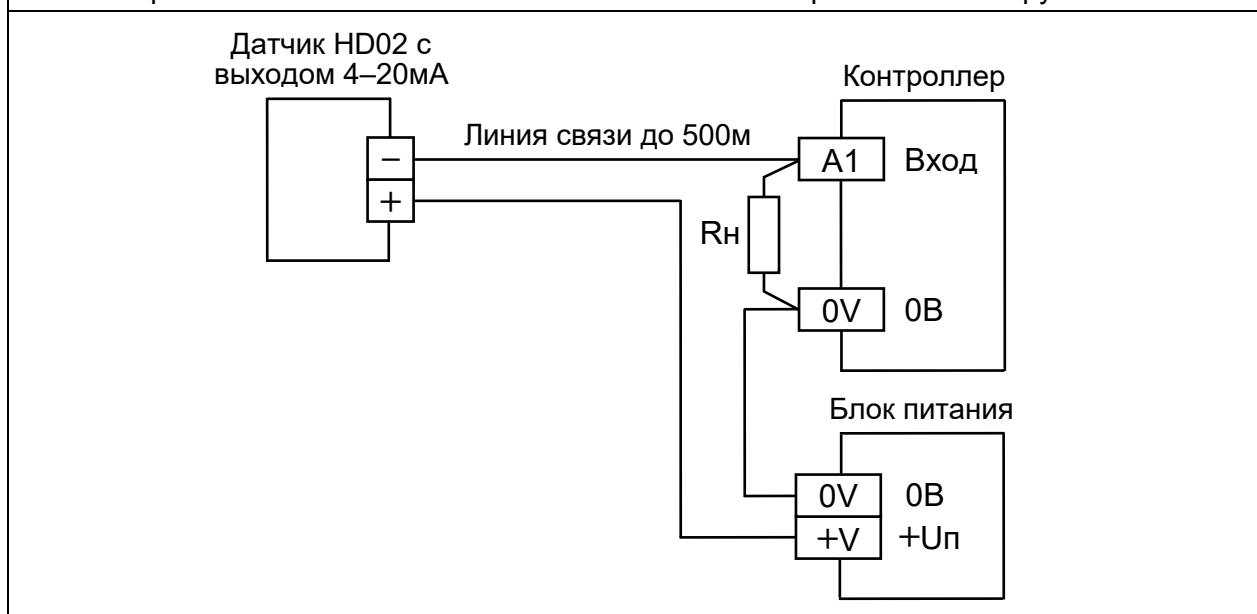 Датчик HD02 с
выходом 4–20мА
Контроллер
Линия связи до 500м
−
A1 Вход
+
Rн
0V 0В
Блок питания
0V 0В
+V +Uп